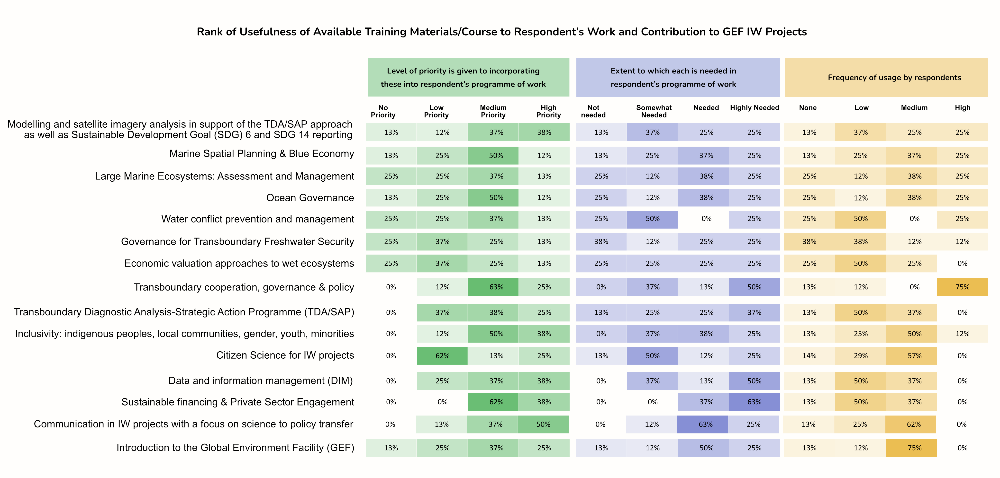 Rank of Usefulness of Available Training Materials/Course to Respondent's Work and Contribution to GEF IW Projects
Level of priority is given to incorporating
these into respondent's programme of work
Extent to which each is needed in
respondent's programme of work
Frequency of usage by respondents
No Priority Low Priority Medium Priority High Priority Not needed Somewhat Needed Needed Highly Needed None Low Medium High
Modelling and satellite imagery analysis in support of the TDA/SAP approach
as well as Sustainable Development Goal (SDG) 6 and SDG 14 reporting
13% 12% 37% 38% 13% 37% 25% 25% 13% 37% 25% 25%
Marine Spatial Planning & Blue Economy 13% 25% 50% 12% 13% 25% 37% 25% 13% 25% 37% 25%
Large Marine Ecosystems: Assessment and Management 25% 25% 37% 13% 25% 12% 38% 25% 25% 12% 38% 25%
Ocean Governance 13% 25% 50% 12% 25% 12% 38% 25% 25% 12% 38% 25%
Water conflict prevention and management 25% 25% 37% 13% 25% 50% 0% 25% 25% 50% 0% 25%
Governance for Transboundary Freshwater Security 25% 37% 25% 13% 38% 12% 25% 25% 38% 38% 12% 12%
Economic valuation approaches to wet ecosystems 25% 37% 25% 13% 25% 25% 25% 25% 25% 50% 25% 0%
Transboundary cooperation, governance & policy 0% 12% 63% 25% 0% 37% 13% 50% 13% 12% 0% 75%
Transboundary Diagnostic Analysis-Strategic Action Programme (TDA/SAP) 0% 37% 38% 25% 13% 25% 25% 37% 13% 50% 37% 0%
Inclusivity: indigenous peoples, local communities, gender, youth, minorities 0% 12% 50% 38% 0% 37% 38% 25% 13% 25% 50% 12%
Citizen Science for IW projects 0% 62% 13% 25% 13% 50% 12% 25% 14% 29% 57% 0%
Data and information management (DIM) 0% 25% 37% 38% 0% 37% 13% 50% 13% 50% 37% 0%
Sustainable financing & Private Sector Engagement 0% 0% 62% 38% 0% 0% 37% 63% 13% 50% 37% 0%
Communication in IW projects with a focus on science to policy transfer 0% 13% 37% 50% 0% 12% 63% 25% 13% 25% 62% 0%
Introduction to the Global Environment Facility (GEF) 13% 25% 37% 25% 13% 12% 50% 25% 13% 12% 75% 0%